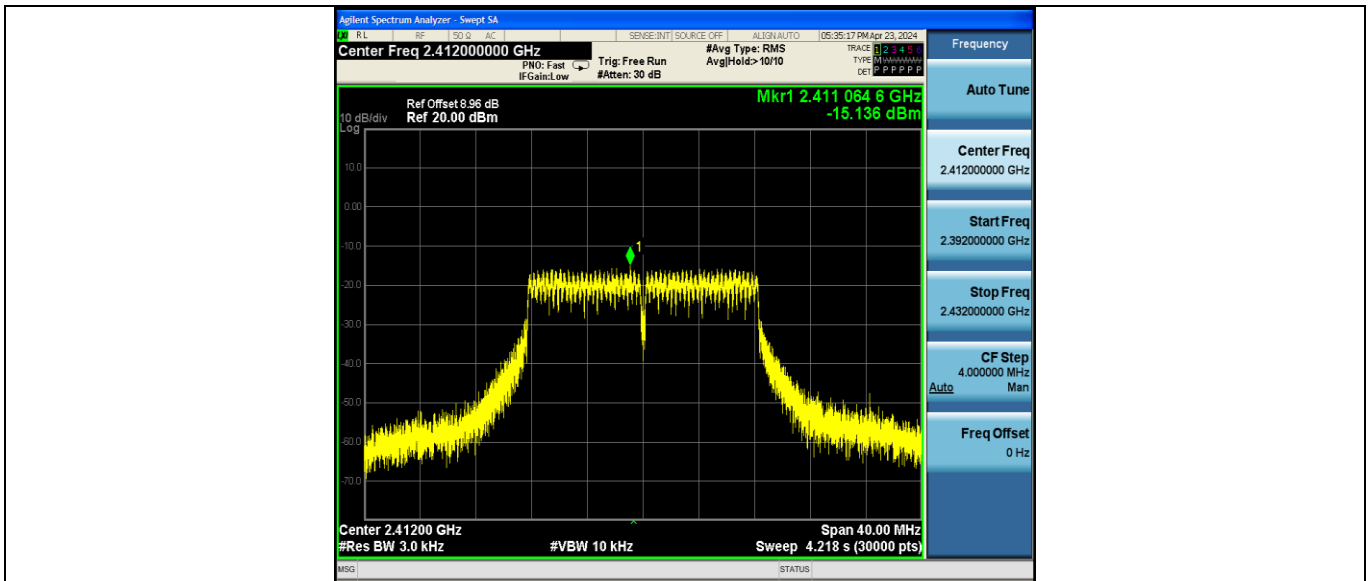 Agilent Spectrum Analyzer - Swept SA
RL RF 50 Ω AC SENSE:INT SOURCE OFF ALIGN AUTO 05:35:17 PM Apr 23, 2024
Center Freq 2.412000000 GHz
PNO: Fast
IFGain:Low
Trig: Free Run
#Atten: 30 dB
#Avg Type: RMS
Avg|Hold:>10/10
TRACE 1 2 3 4 5 6
TYPE M W W W W W
DET P P P P P P
Frequency
Mkr1 2.411 064 6 GHz
-15.136 dBm
Ref Offset 8.96 dB
10 dB/div Ref 20.00 dBm
Log
10.0
0.00
-10.0
-20.0
-30.0
-40.0
-50.0
-60.0
-70.0
1
Center 2.41200 GHz Span 40.00 MHz
#Res BW 3.0 kHz #VBW 10 kHz Sweep 4.218 s (30000 pts)
Auto Tune
Center Freq
2.412000000 GHz
Start Freq
2.392000000 GHz
Stop Freq
2.432000000 GHz
CF Step
4.000000 MHz
Auto Man
Freq Offset
0 Hz
MSG STATUS